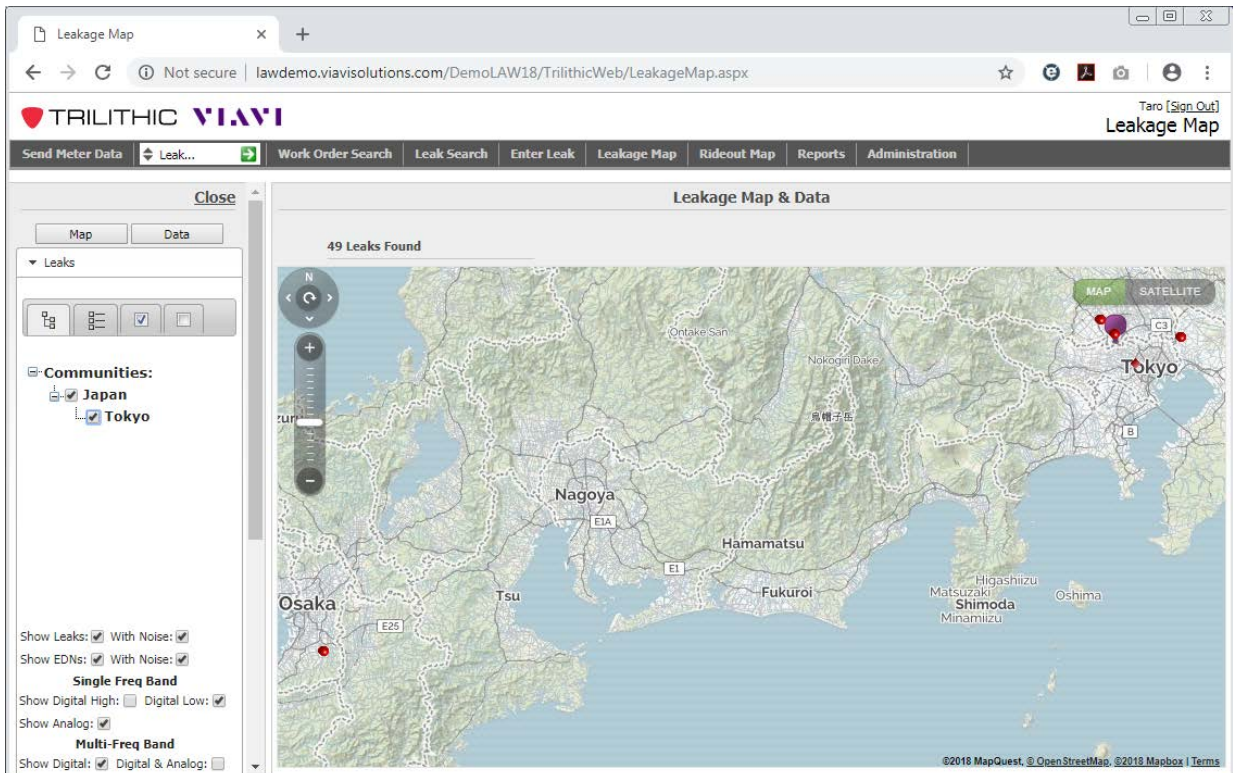 Leakage Map
Not secure | lawdemo.viavisolutions.com/DemoLAW18/TrilithicWeb/LeakageMap.aspx
TRILITHIC VIAVI
Taro [Sign Out]
Leakage Map
Send Meter Data Leak... Work Order Search Leak Search Enter Leak Leakage Map Rideout Map Reports Administration
Close
Map Data
Leaks
Communities:
Japan
Tokyo
Show Leaks: With Noise:
Show EDNs: With Noise:
Single Freq Band
Show Digital High: Digital Low:
Show Analog:
Multi-Freq Band
Show Digital: Digital & Analog:
Leakage Map & Data
49 Leaks Found
N
MAP SATELLITE
Ontake San
C3
Nokogiri Dake
Tokyo
烏帽子岳
zuru
B
Nagoya
E1A
Hamamatsu
E1
Higashiizu
Osaka
Tsu
Fukuroi
Matsuzaki
Oshima
Shimoda
Minamiizu
E25
©2018 MapQuest, © OpenStreetMap, ©2018 Mapbox | Terms